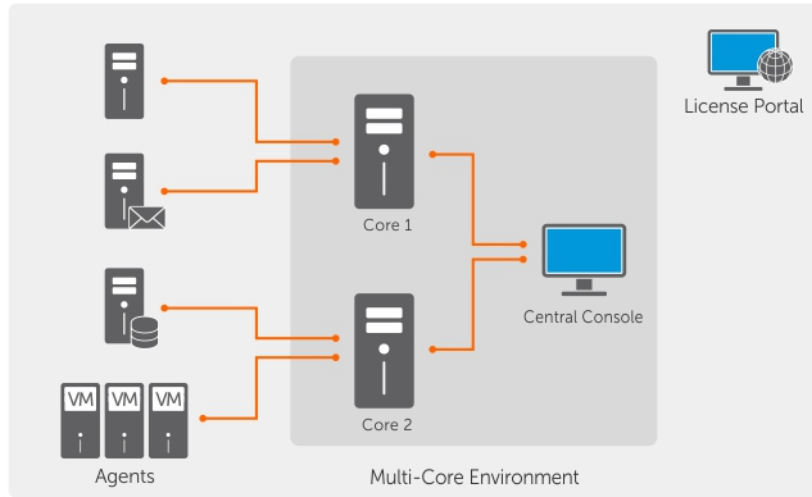 License Portal
Core 1
Central Console
Core 2
VM VM VM
Agents
Multi-Core Environment